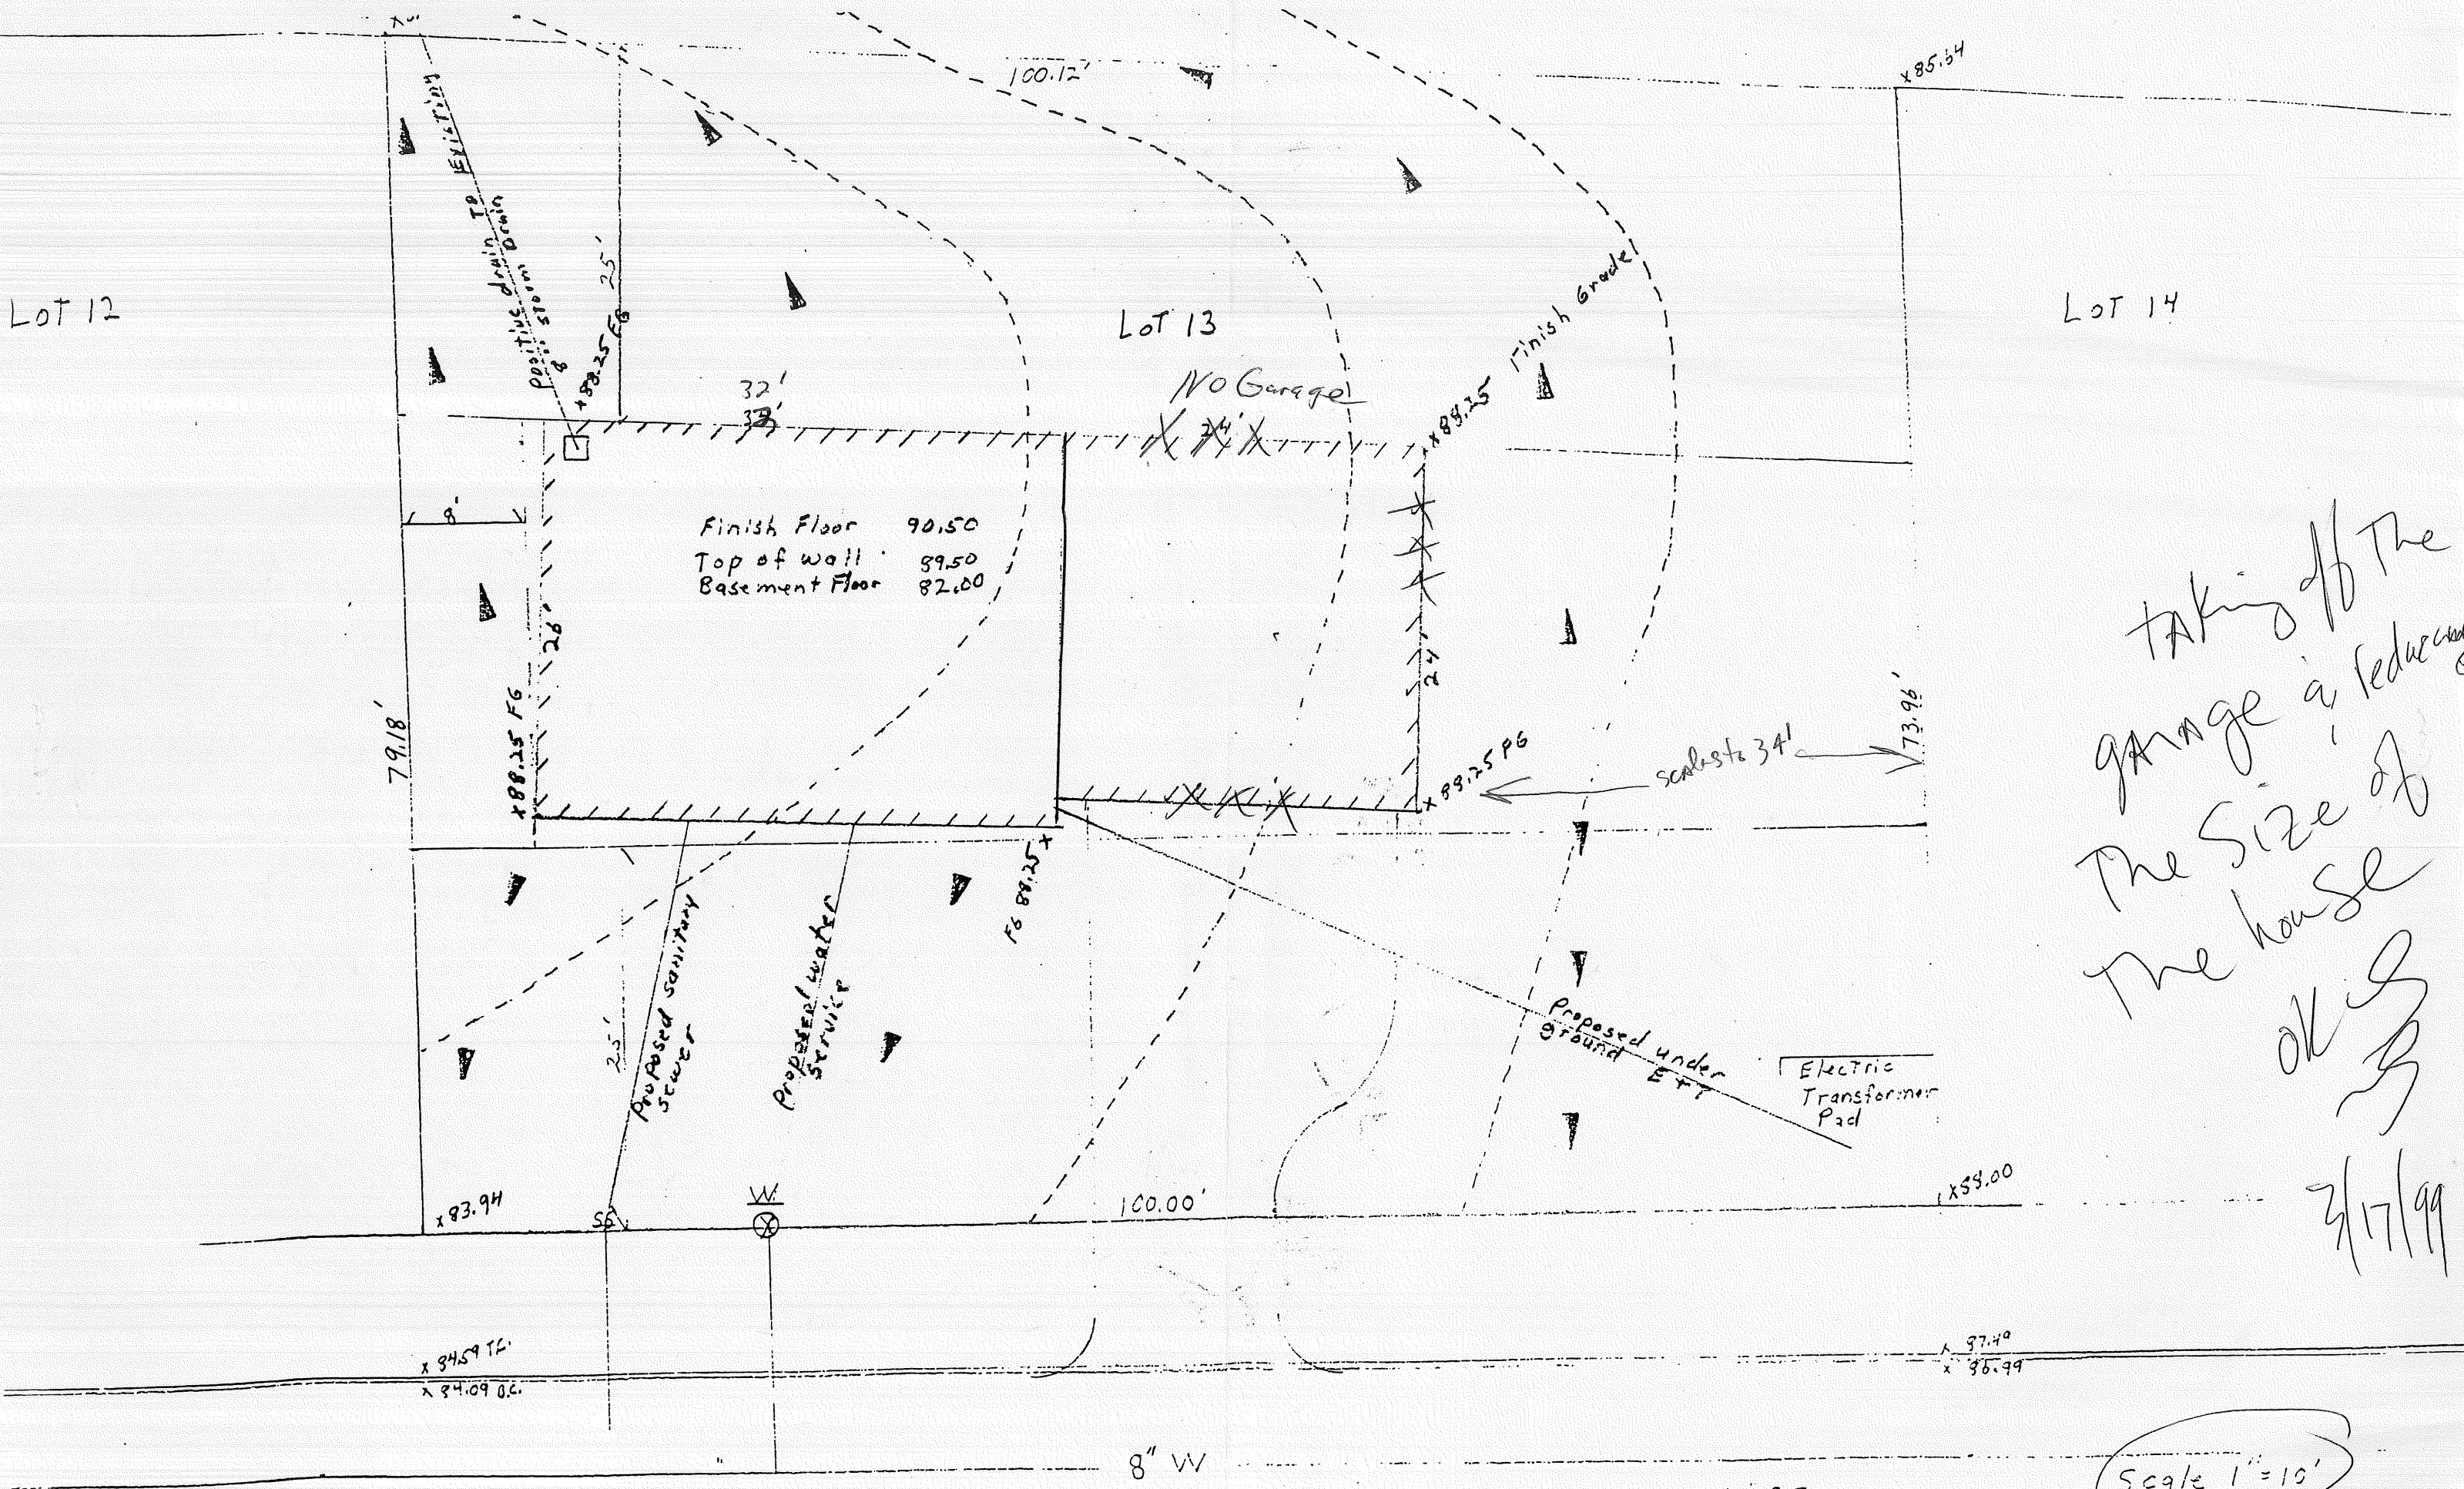 100.12'
x 85.54
EXISTING
Positive drain To
8" storm Drain
25'
x 88.25 FG
LOT 12
LOT 13
LOT 14
Finish Grade
No Garage
32'
24'
x 88.25
8'
Finish Floor 90.50
Top of wall 89.50
Basement Floor 82.00
26'
24'
79.18'
73.96'
x 88.25 FG
x 88.25 FG
scales to 34'
FG 88.25 x
TAKing off The
gARAge & reducing
The Size of
The house
OK
3/17/99
25'
Proposed sanitary
sewer
Proposed water
service
Proposed under
ground E+T
Electric
Transformer
Pad
x 83.94
SS
W
100.00'
x 88.00
x 84.59 T.C.
x 84.09 B.C.
x 87.49
x 86.99
8" W
Scale 1"=10'